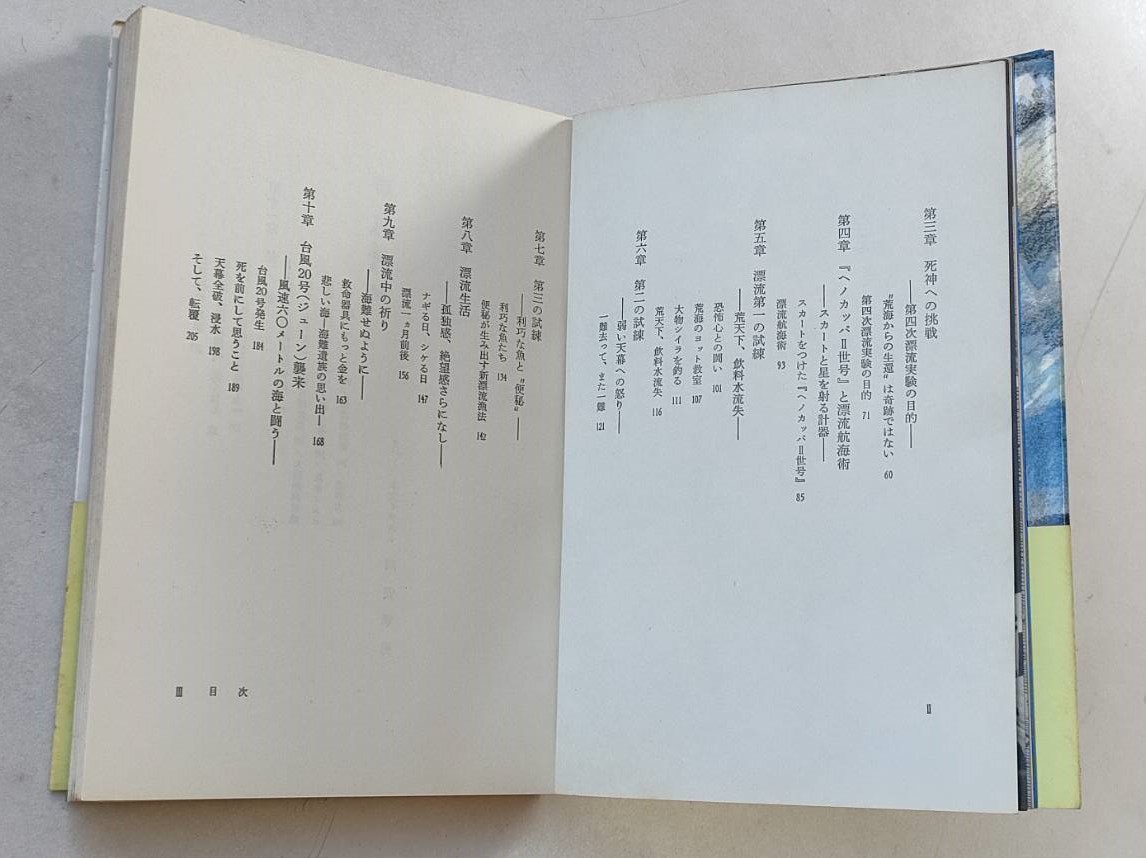 第三章 死神への挑戦
――第四次漂流実験の目的――
“荒海からの生還”は奇跡ではない 60
第四次漂流実験の目的 71
第四章 『ヘノカッパⅡ世号』と漂流航海術
――スカートと星を射る計器――
スカートをつけた『ヘノカッパⅡ世号』 85
漂流航海術 93
第五章 漂流第一の試練
――荒天下、飲料水流失――
恐怖心との闘い 101
荒海のヨット教室 107
大物シイラを釣る 111
荒天下、飲料水流失 116
第六章 第二の試練
――弱い天幕への怒り――
一難去って、また一難 121
Ⅱ
第七章 第三の試練
――利巧な魚と“便秘”――
利巧な魚たち 134
便秘が生み出す新漂流漁法 142
第八章 漂流生活
――孤独感、絶望感さらになし――
ナギる日、シケる日 147
漂流一ヵ月前後 156
第九章 漂流中の祈り
――海難せぬように――
救命器具にもっと金を 163
悲しい海―海難遺族の思い出― 168
第十章 台風20号(ジューン)襲来
――風速六〇メートルの海と闘う――
台風20号発生 184
死を前にして思うこと 189
天幕全破、浸水 198
そして、転覆 205
Ⅲ 目次